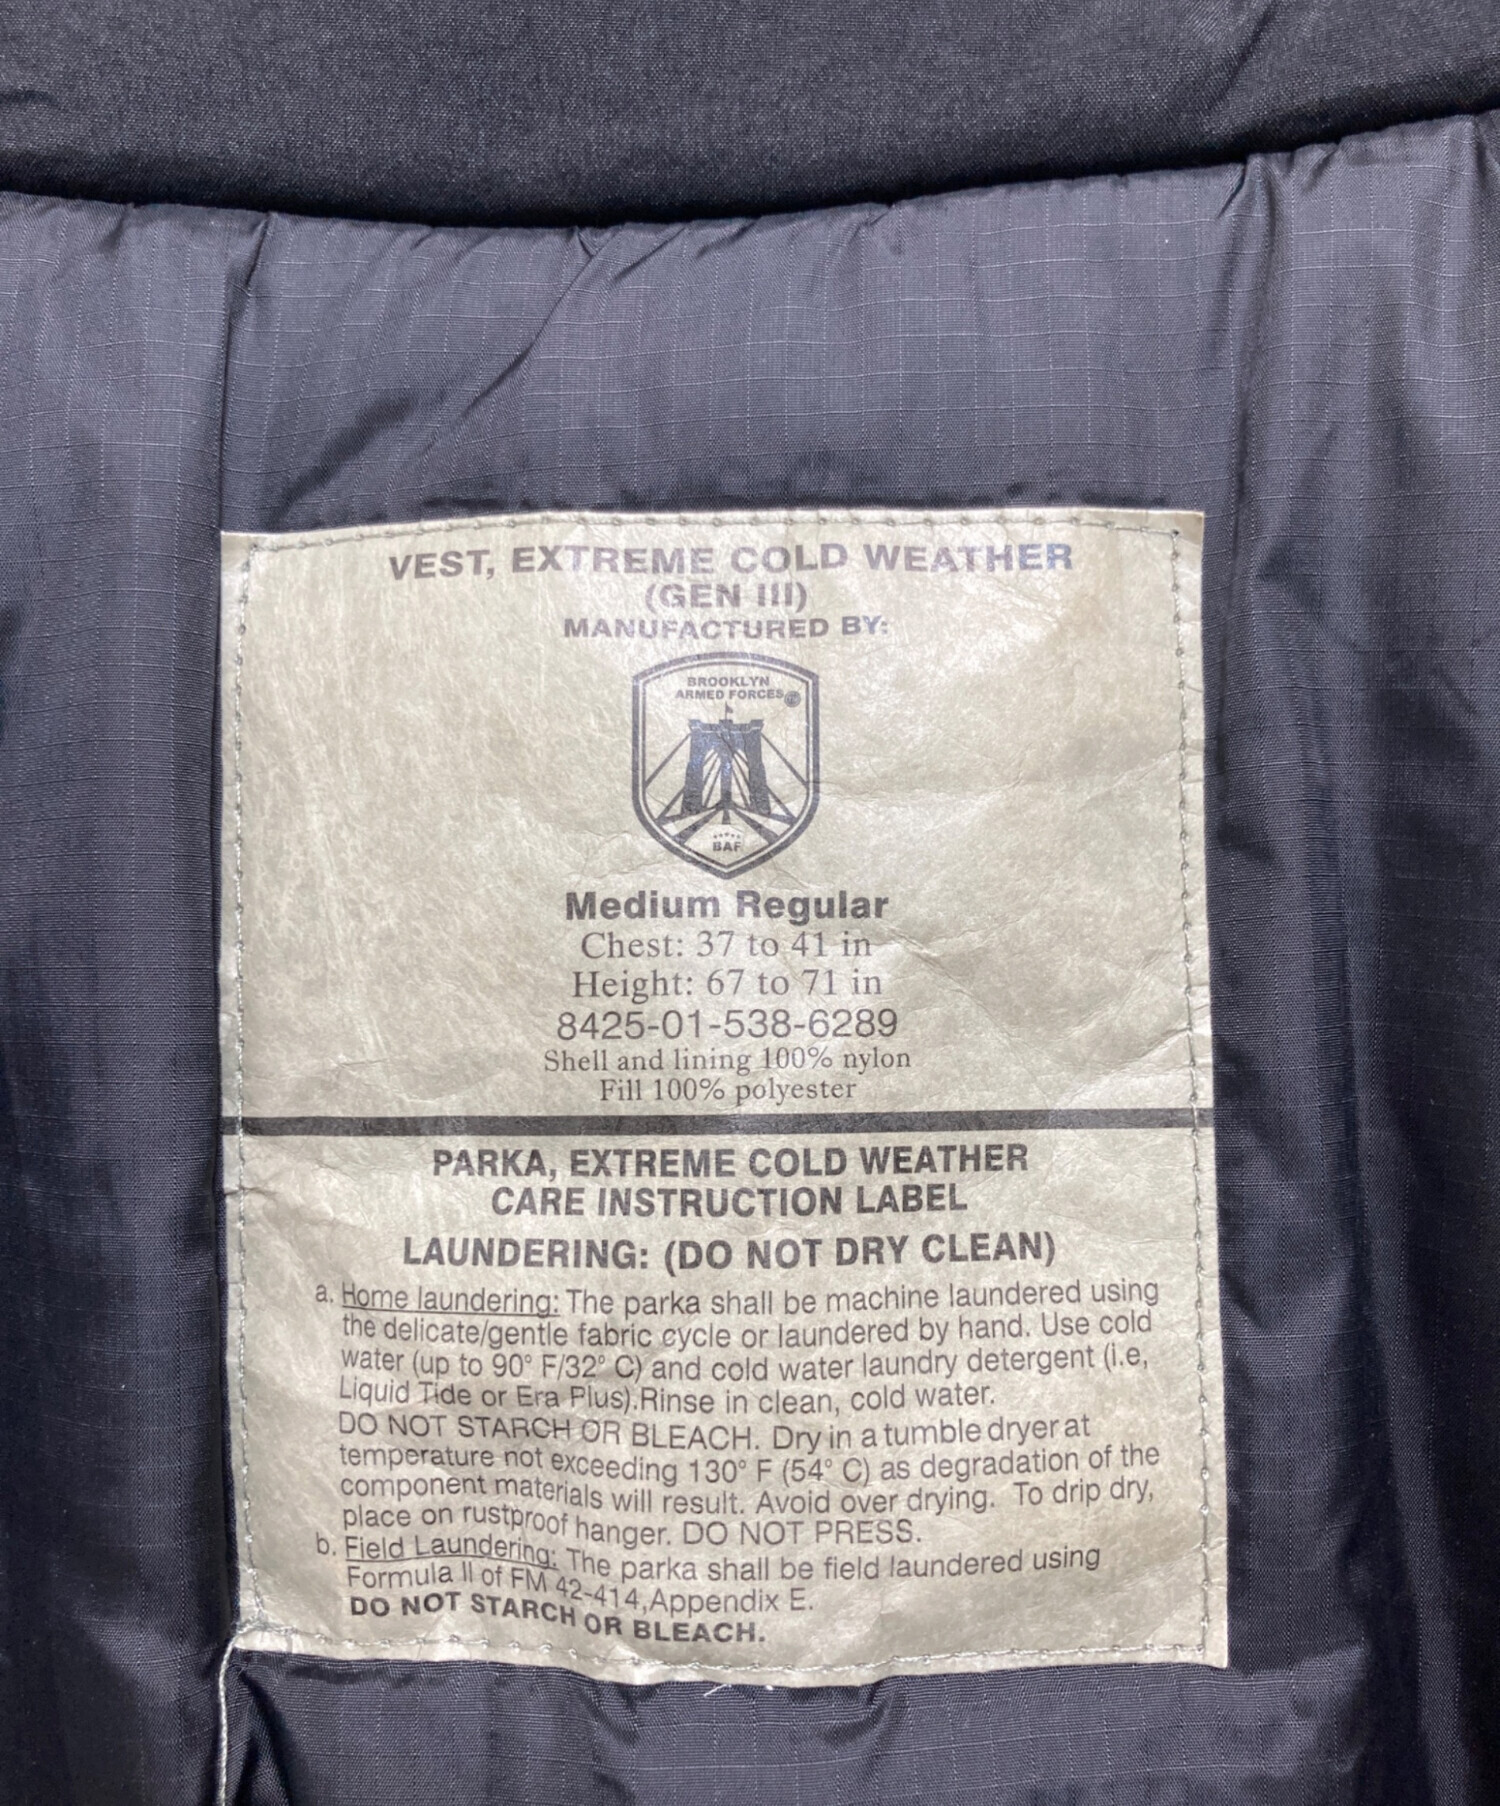 VEST, EXTREME COLD WEATHER
(GEN III)
MANUFACTURED BY:
BROOKLYN
ARMED FORCES
BAF
Medium Regular
Chest: 37 to 41 in
Height: 67 to 71 in
8425-01-538-6289
Shell and lining 100% nylon
Fill 100% polyester
PARKA, EXTREME COLD WEATHER
CARE INSTRUCTION LABEL
LAUNDERING: (DO NOT DRY CLEAN)
a. Home laundering: The parka shall be machine laundered using
the delicate/gentle fabric cycle or laundered by hand. Use cold
water (up to 90° F/32° C) and cold water laundry detergent (i.e,
Liquid Tide or Era Plus).Rinse in clean, cold water.
DO NOT STARCH OR BLEACH. Dry in a tumble dryer at
temperature not exceeding 130° F (54° C) as degradation of the
component materials will result. Avoid over drying. To drip dry,
place on rustproof hanger. DO NOT PRESS.
b. Field Laundering: The parka shall be field laundered using
Formula II of FM 42-414,Appendix E.
DO NOT STARCH OR BLEACH.